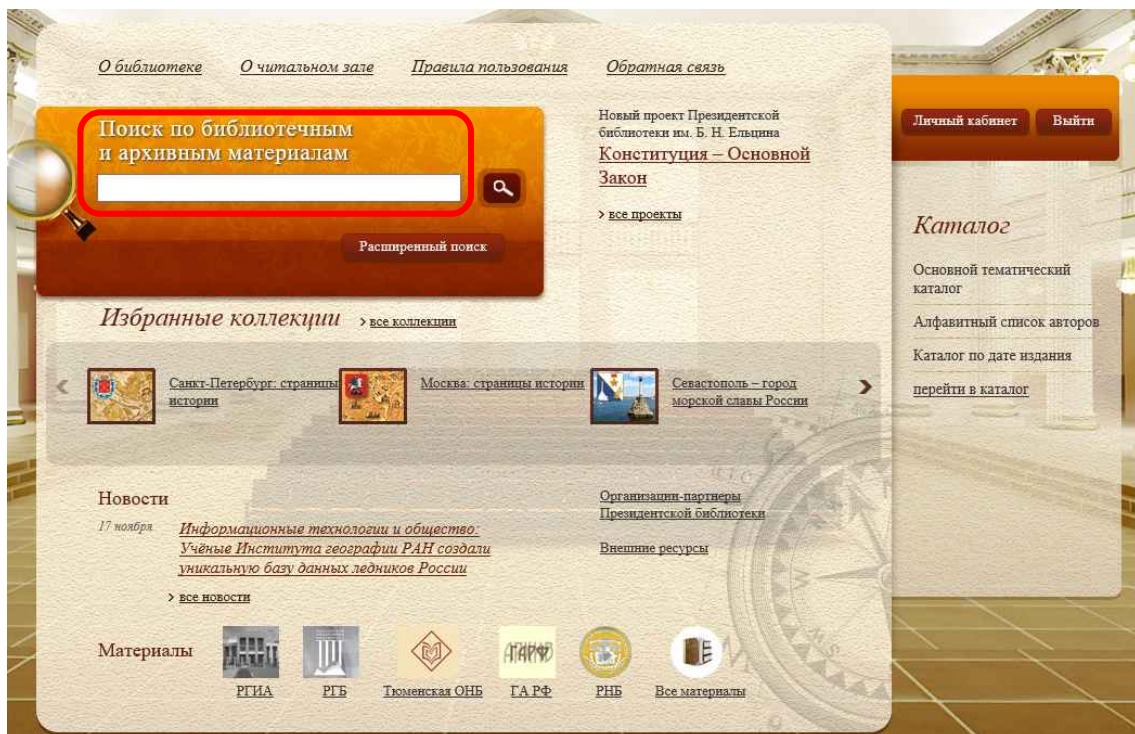 О библиотеке
О читальном зале
Правила пользования
Обратная связь
Поиск по библиотечным
и архивным материалам
Расширенный поиск
Новый проект Президентской
библиотеки им. Б. Н. Ельцина
Конституция – Основной
Закон
> все проекты
Личный кабинет
Выйти
Каталог
Основной тематический
каталог
Алфавитный список авторов
Каталог по дате издания
перейти в каталог
Избранные коллекции
> все коллекции
Санкт-Петербург: страницы
истории
Москва: страницы истории
Севастополь – город
морской славы России
Новости
17 ноября
Информационные технологии и общество:
Учёные Института географии РАН создали
уникальную базу данных ледников России
> все новости
Организации-партнеры
Президентской библиотеки
Внешние ресурсы
Материалы
РГИА
РГБ
Тюменская ОНБ
ГАРФ
ГА РФ
РНБ
Все материалы